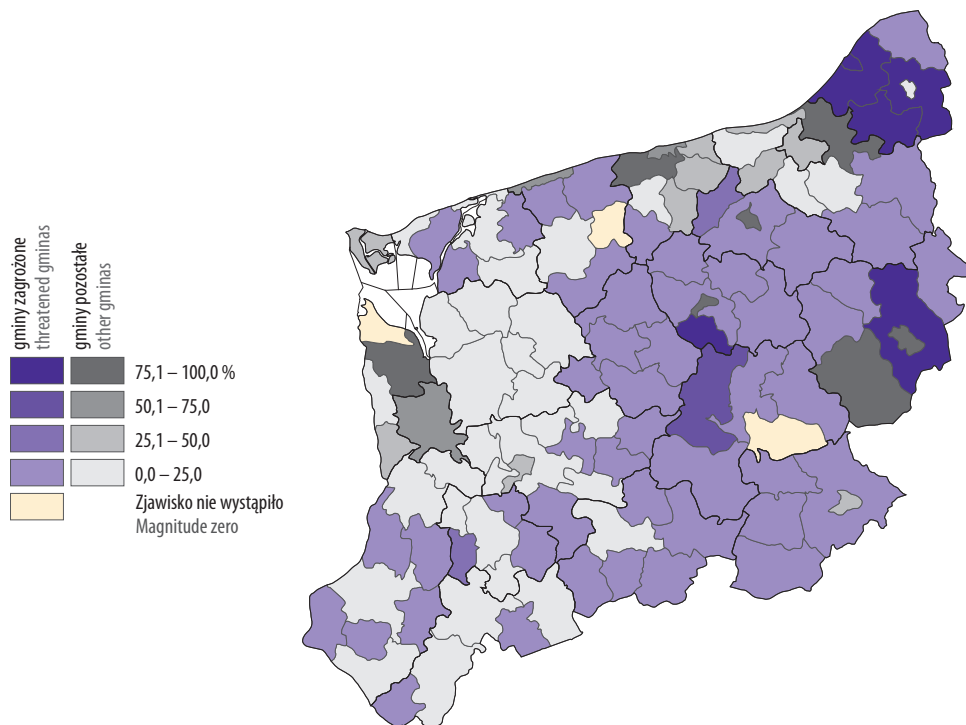 gminy zagrożone
threatened gminas
gminy pozostałe
other gminas
75,1 – 100,0 %
50,1 – 75,0
25,1 – 50,0
0,0 – 25,0
Zjawisko nie wystąpiło
Magnitude zero